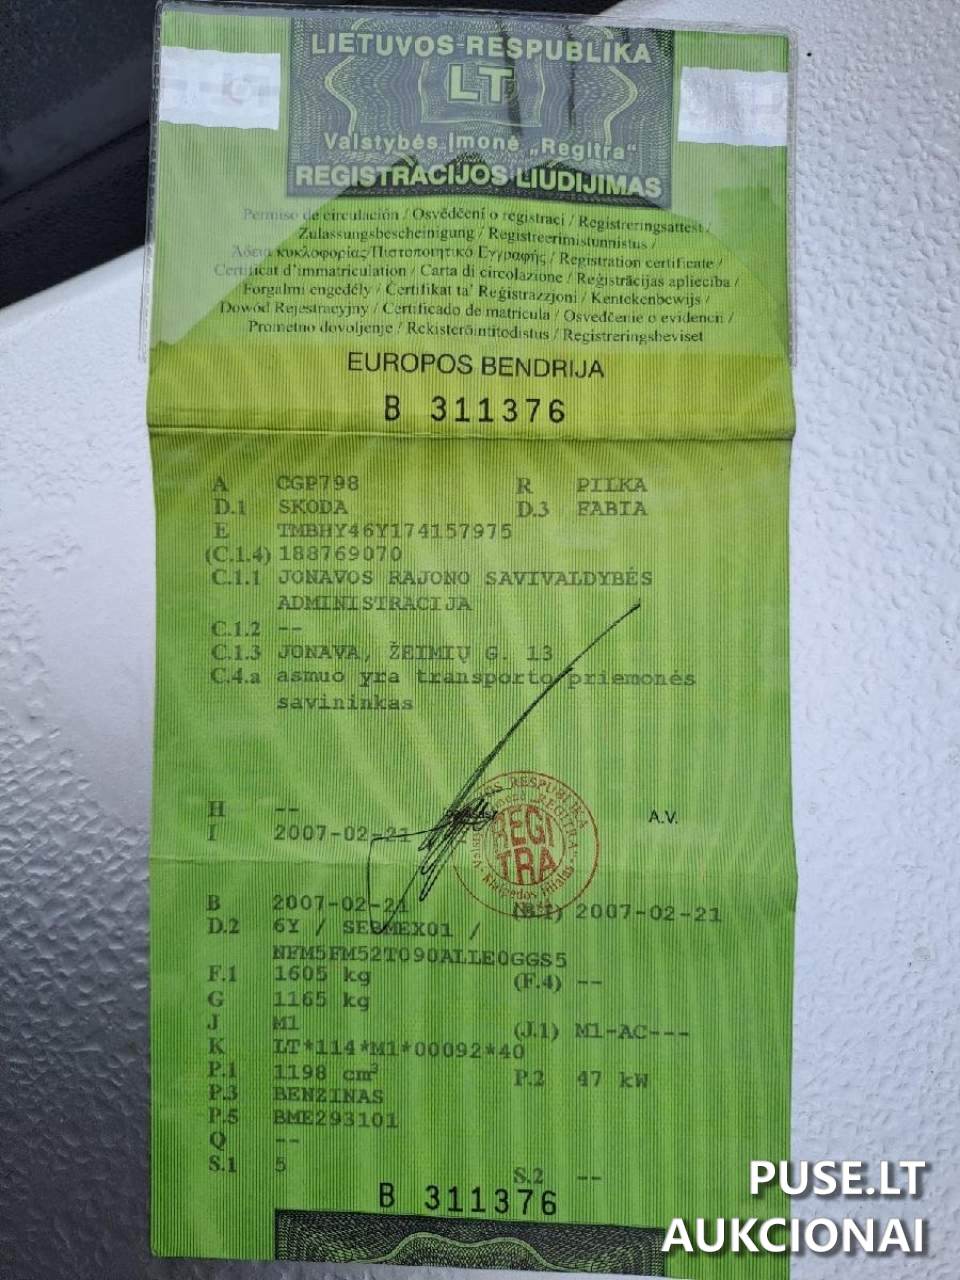 LIETUVOS RESPUBLIKA
LT
Valstybės Įmonė „Regitra“
REGISTRACIJOS LIUDIJIMAS
Permiso de circulación / Osvědčení o registraci / Registreringsattest /
Zulassungsbescheinigung / Registreerimistunnistus /
Άδεια κυκλοφορίας/Πιστοποιητικό Εγγραφής / Registration certificate /
Certificat d'immatriculation / Carta di circolazione / Reģistrācijas apliecība /
Forgalmi engedély / Ċertifikat ta' Reġistrazzjoni / Kentekenbewijs /
Dowód Rejestracyjny / Certificado de matrícula / Osvedčenie o evidencii /
Prometno dovoljenje / Rekisteröintitodistus / Registreringsbeviset
EUROPOS BENDRIJA
B 311376
A CGP798 R PILKA
D.1 SKODA D.3 FABIA
E TMBHY46Y174157975
(C.1.4) 188769070
C.1.1 JONAVOS RAJONO SAVIVALDYBĖS
ADMINISTRACIJA
C.1.2 --
C.1.3 JONAVA, ŽEIMIŲ G. 13
C.4.a asmuo yra transporto priemonės
savininkas
H --
A.V.
I 2007-02-21
REGITRA
B 2007-02-21 2007-02-21
D.2 6Y / SEBMEX01 /
NFM5FM52T090ALLE0GGS5
F.1 1605 kg (F.4) --
G 1165 kg
J M1 (J.1) M1-AC---
K LT*114*M1*00092*40
P.1 1198 cm³ P.2 47 kW
P.3 BENZINAS
P.5 BME293101
Q --
S.1 5 S.2 --
B 311376
PUSE.LT
AUKCIONAI